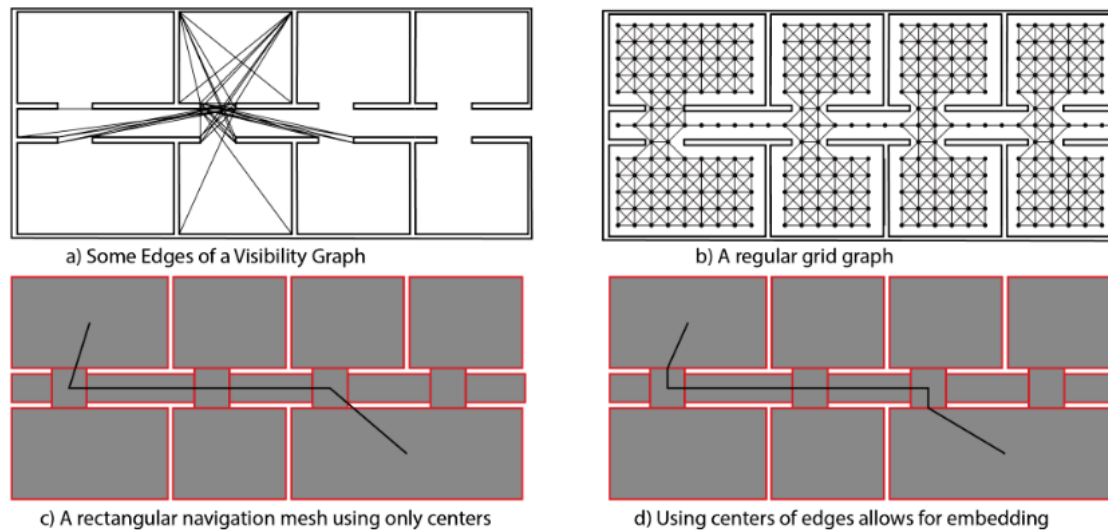 a) Some Edges of a Visibility Graph
b) A regular grid graph
c) A rectangular navigation mesh using only centers
d) Using centers of edges allows for embedding